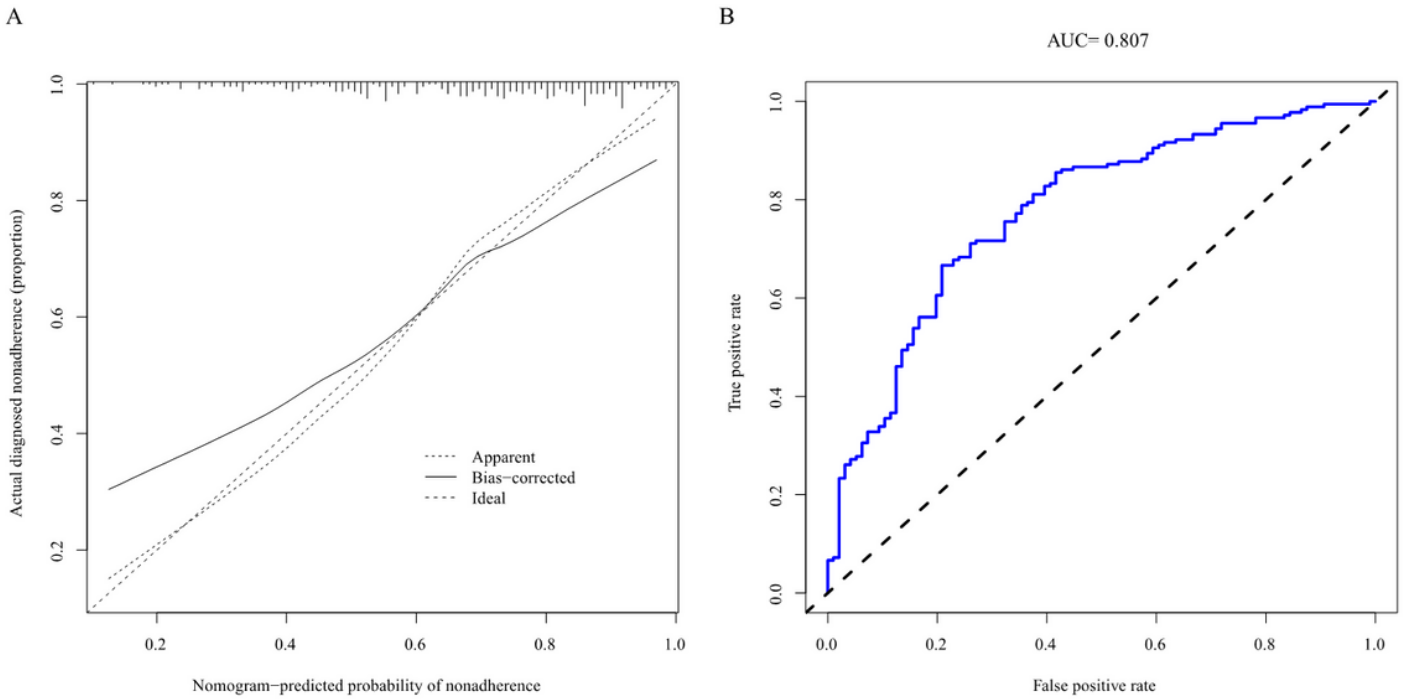 A
Actual diagnosed nonadherence (proportion)
1.0
0.8
0.6
0.4
0.2
Apparent
Bias−corrected
Ideal
0.2 0.4 0.6 0.8 1.0
Nomogram−predicted probability of nonadherence
B
AUC= 0.807
True positive rate
1.0
0.8
0.6
0.4
0.2
0.0
0.0 0.2 0.4 0.6 0.8 1.0
False positive rate